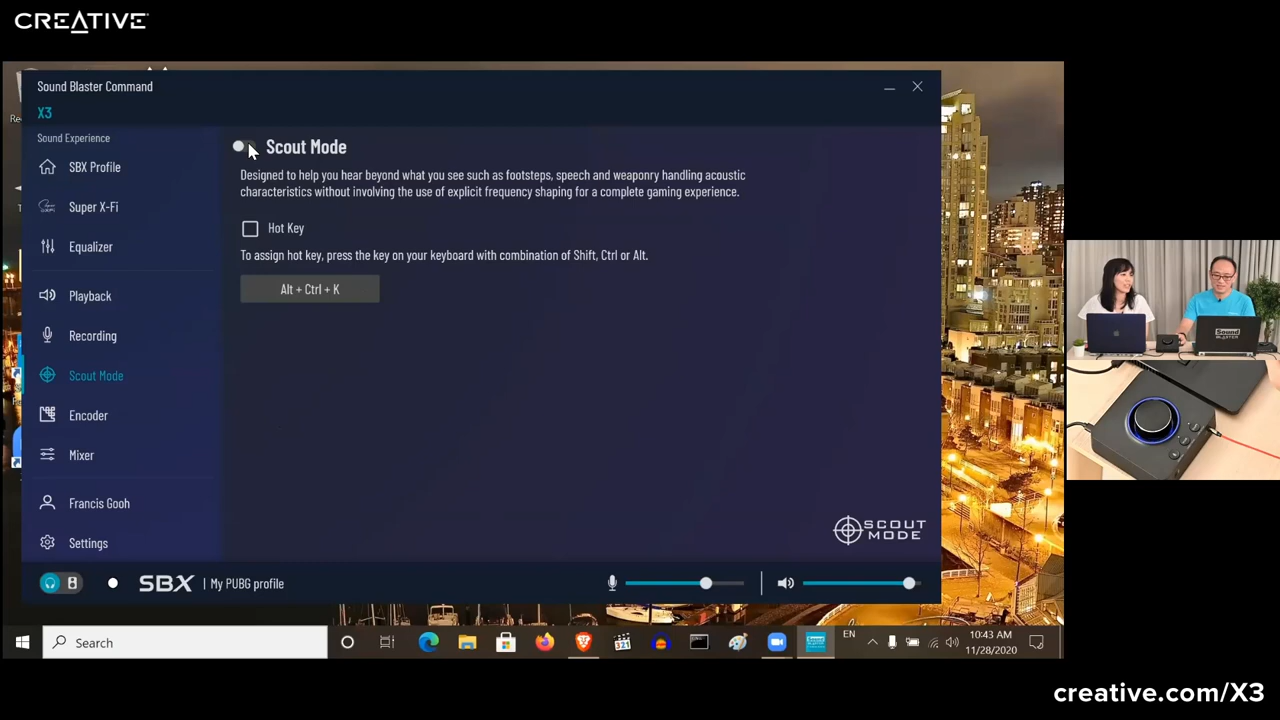 CREATIVE
Sound Blaster Command
X3
Sound Experience
SBX Profile
Super X-Fi
Equalizer
Playback
Recording
Scout Mode
Encoder
Mixer
Francis Gooh
Settings
Scout Mode
Designed to help you hear beyond what you see such as footsteps, speech and weaponry handling acoustic
characteristics without involving the use of explicit frequency shaping for a complete gaming experience.
Hot Key
To assign hot key, press the key on your keyboard with combination of Shift, Ctrl or Alt.
Alt + Ctrl + K
SCOUT
MODE
SBX | My PUBG profile
Search
321
EN
10:43 AM
11/28/2020
Sound
BLASTER
creative.com/X3